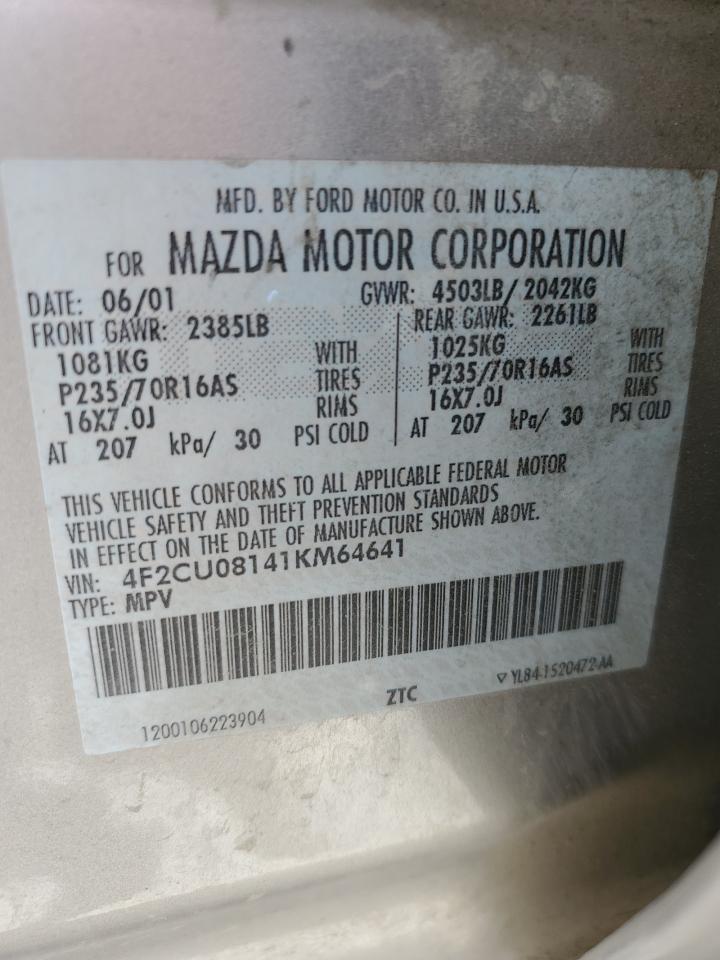 MFD. BY FORD MOTOR CO. IN U.S.A.
FOR MAZDA MOTOR CORPORATION
DATE: 06/01 GVWR: 4503LB/ 2042KG
FRONT GAWR: 2385LB REAR GAWR: 2261LB
1081KG WITH 1025KG WITH
P235/70R16AS TIRES P235/70R16AS TIRES
16X7.0J RIMS 16X7.0J RIMS
AT 207 kPa/ 30 PSI COLD AT 207 kPa/ 30 PSI COLD
THIS VEHICLE CONFORMS TO ALL APPLICABLE FEDERAL MOTOR
VEHICLE SAFETY AND THEFT PREVENTION STANDARDS
IN EFFECT ON THE DATE OF MANUFACTURE SHOWN ABOVE.
VIN: 4F2CU08141KM64641
TYPE: MPV
1200106223904 ZTC ▽ YL84-1520472-AA